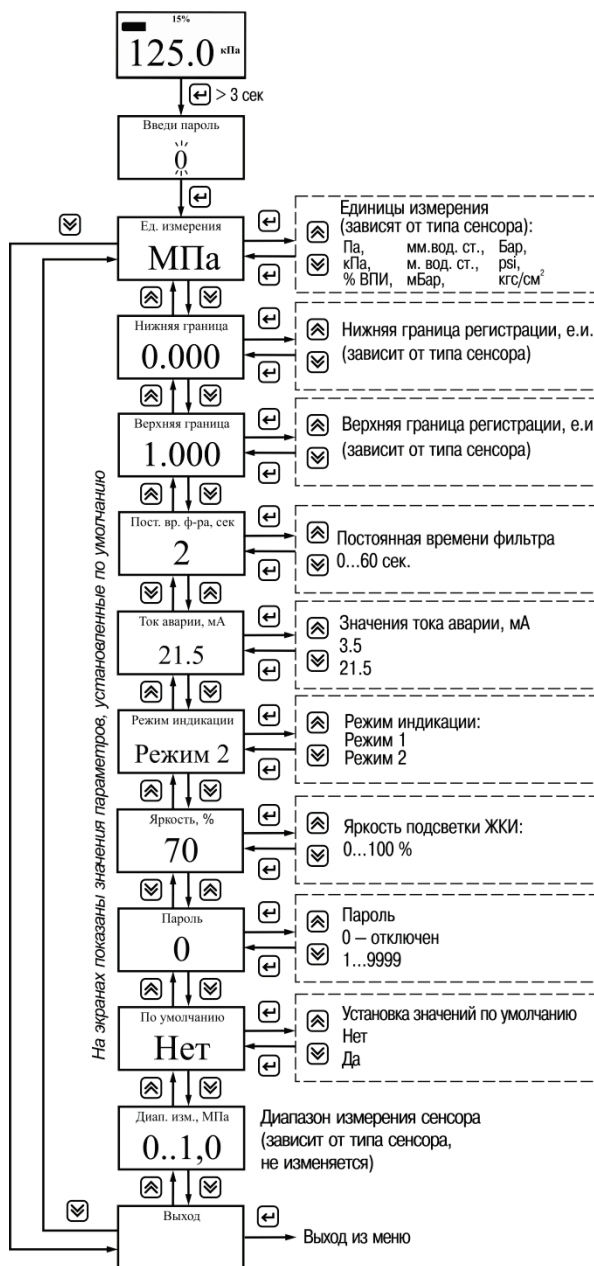 15%
125.0 кПа
> 3 сек
Введи пароль
0
Ед. измерения
МПа
Единицы измерения
(зависят от типа сенсора):
Па, мм.вод. ст., Бар,
кПа, м. вод. ст., psi,
% ВПИ, мБар, кгс/см²
Нижняя граница
0.000
Нижняя граница регистрации, е.и.
(зависит от типа сенсора)
Верхняя граница
1.000
Верхняя граница регистрации, е.и
(зависит от типа сенсора)
Пост. вр. ф-ра, сек
2
Постоянная времени фильтра
0...60 сек.
Ток аварии, мА
21.5
Значения тока аварии, мА
3.5
21.5
Режим индикации
Режим 2
Режим индикации:
Режим 1
Режим 2
Яркость, %
70
Яркость подсветки ЖКИ:
0...100 %
Пароль
0
Пароль
0 – отключен
1...9999
По умолчанию
Нет
Установка значений по умолчанию
Нет
Да
Диап. изм., МПа
0..1,0
Диапазон измерения сенсора
(зависит от типа сенсора,
не изменяется)
Выход
Выход из меню
На экранах показаны значения параметров, установленные по умолчанию